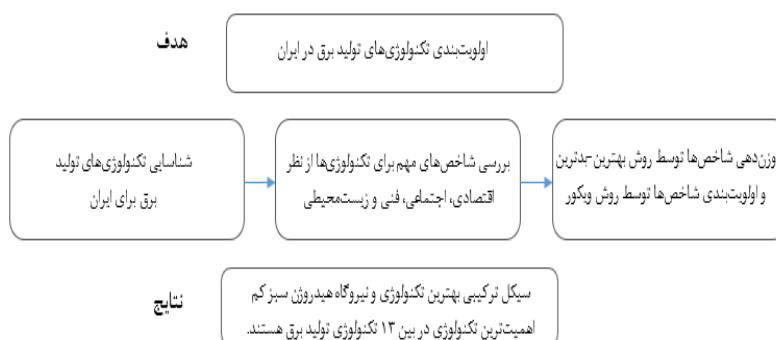 هدف
اولویت‌بندی تکنولوژی‌های تولید برق در ایران
شناسایی تکنولوژی‌های تولید
برق برای ایران
بررسی شاخص‌های مهم برای تکنولوژی‌ها از نظر
اقتصادی، اجتماعی، فنی و زیست‌محیطی
وزن‌دهی شاخص‌ها توسط روش بهترین-بدترین
و اولویت‌بندی شاخص‌ها توسط روش ویکور
نتایج
سیکل ترکیبی بهترین تکنولوژی و نیروگاه هیدروژن سبز کم
اهمیت‌ترین تکنولوژی در بین ۱۳ تکنولوژی تولید برق هستند.